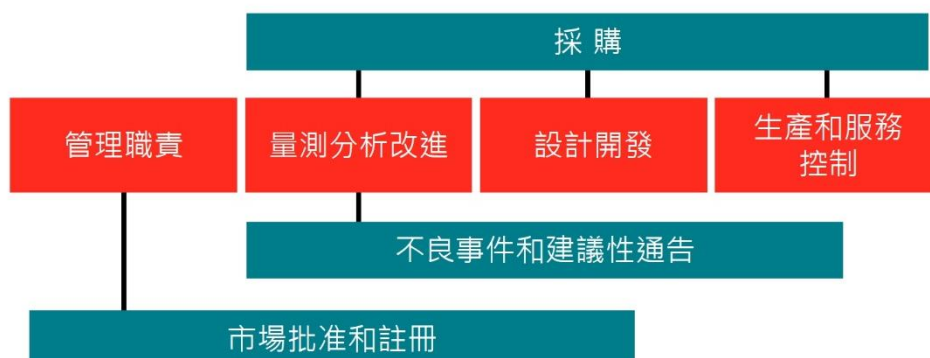 採購
管理職責
量測分析改進
設計開發
生產和服務
控制
不良事件和建議性通告
市場批准和註冊